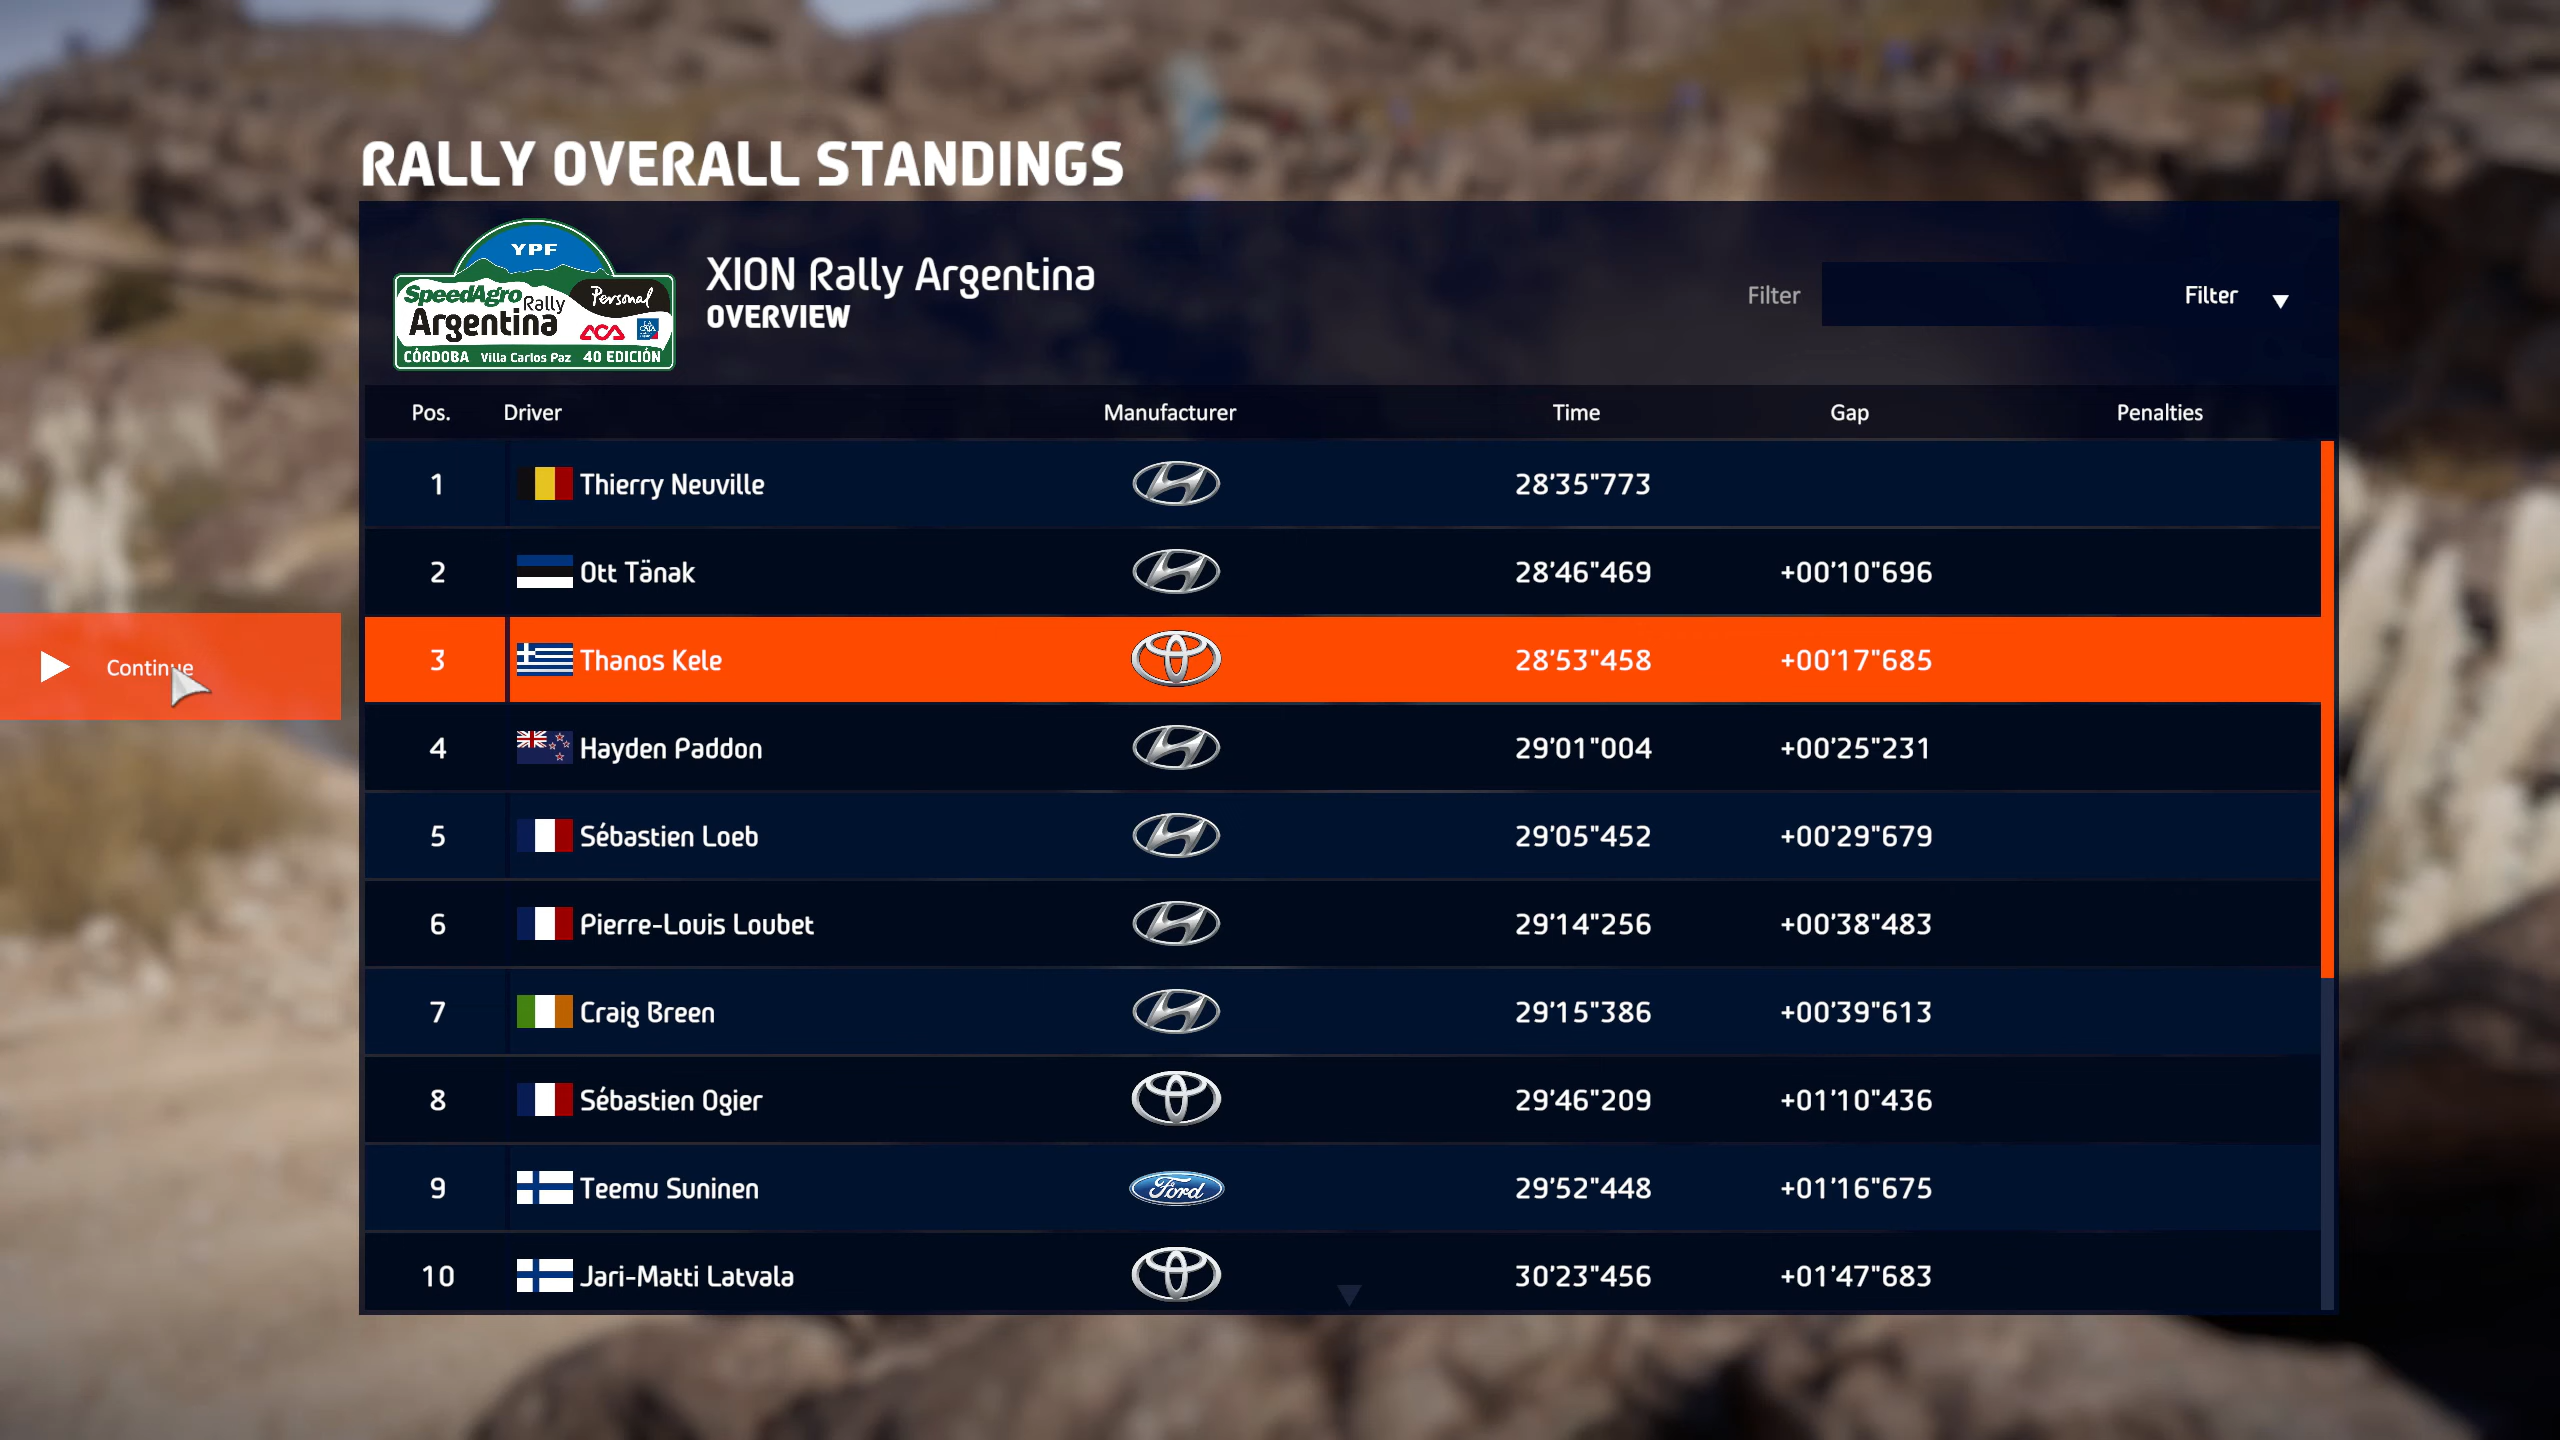 RALLY OVERALL STANDINGS
YPF
SpeedAgro Rally Personal
Argentina ACA
CÓRDOBA Villa Carlos Paz 40 EDICIÓN
XION Rally Argentina
OVERVIEW
Filter Filter
Pos. Driver Manufacturer Time Gap Penalties
1 Thierry Neuville 28'35"773
2 Ott Tänak 28'46"469 +00'10"696
Continue
3 Thanos Kele 28'53"458 +00'17"685
4 Hayden Paddon 29'01"004 +00'25"231
5 Sébastien Loeb 29'05"452 +00'29"679
6 Pierre-Louis Loubet 29'14"256 +00'38"483
7 Craig Breen 29'15"386 +00'39"613
8 Sébastien Ogier 29'46"209 +01'10"436
9 Teemu Suninen Ford 29'52"448 +01'16"675
10 Jari-Matti Latvala 30'23"456 +01'47"683